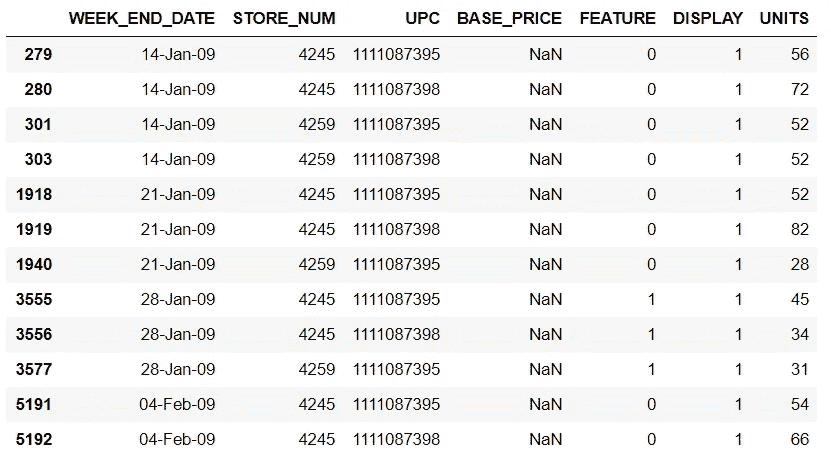 WEEK_END_DATE STORE_NUM UPC BASE_PRICE FEATURE DISPLAY UNITS
279 14-Jan-09 4245 1111087395 NaN 0 1 56
280 14-Jan-09 4245 1111087398 NaN 0 1 72
301 14-Jan-09 4259 1111087395 NaN 0 1 52
303 14-Jan-09 4259 1111087398 NaN 0 1 52
1918 21-Jan-09 4245 1111087395 NaN 0 1 52
1919 21-Jan-09 4245 1111087398 NaN 0 1 82
1940 21-Jan-09 4259 1111087395 NaN 0 1 28
3555 28-Jan-09 4245 1111087395 NaN 1 1 45
3556 28-Jan-09 4245 1111087398 NaN 1 1 34
3577 28-Jan-09 4259 1111087395 NaN 1 1 31
5191 04-Feb-09 4245 1111087395 NaN 0 1 54
5192 04-Feb-09 4245 1111087398 NaN 0 1 66